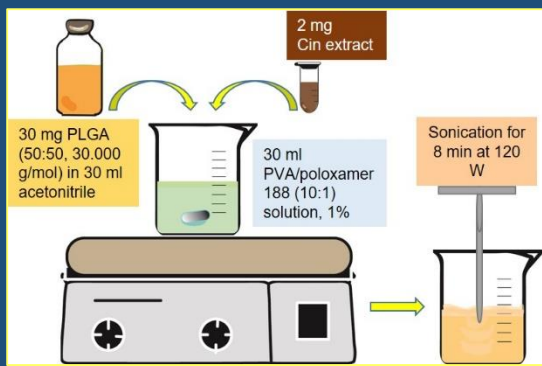 2 mg
Cin extract
30 mg PLGA
(50:50, 30.000
g/mol) in 30 ml
acetonitrile
30 ml
PVA/poloxamer
188 (10:1)
solution, 1%
Sonication for
8 min at 120
W